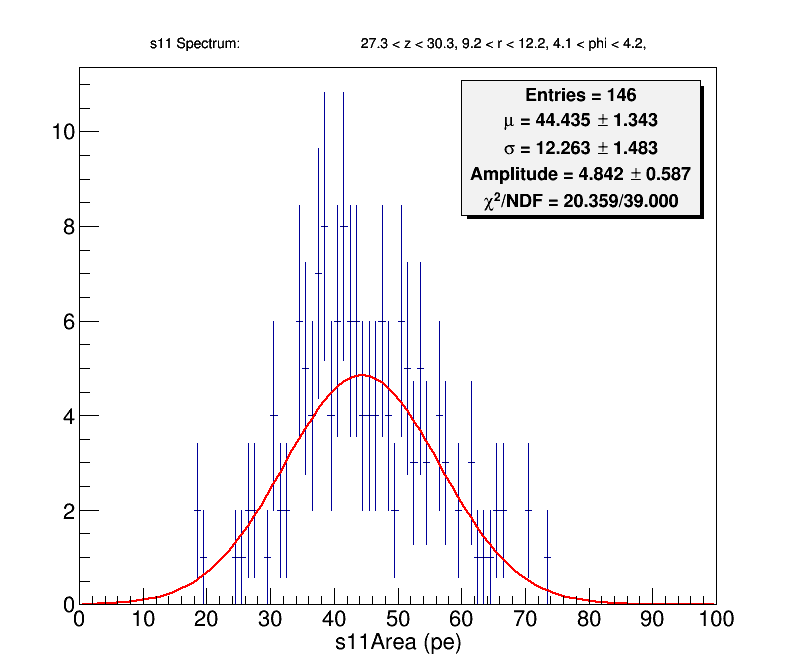 s11 Spectrum: 27.3 < z < 30.3, 9.2 < r < 12.2, 4.1 < phi < 4.2,
Entries = 146
μ = 44.435 ± 1.343
σ = 12.263 ± 1.483
Amplitude = 4.842 ± 0.587
χ²/NDF = 20.359/39.000
10
8
6
4
2
0
0 10 20 30 40 50 60 70 80 90 100
s11Area (pe)